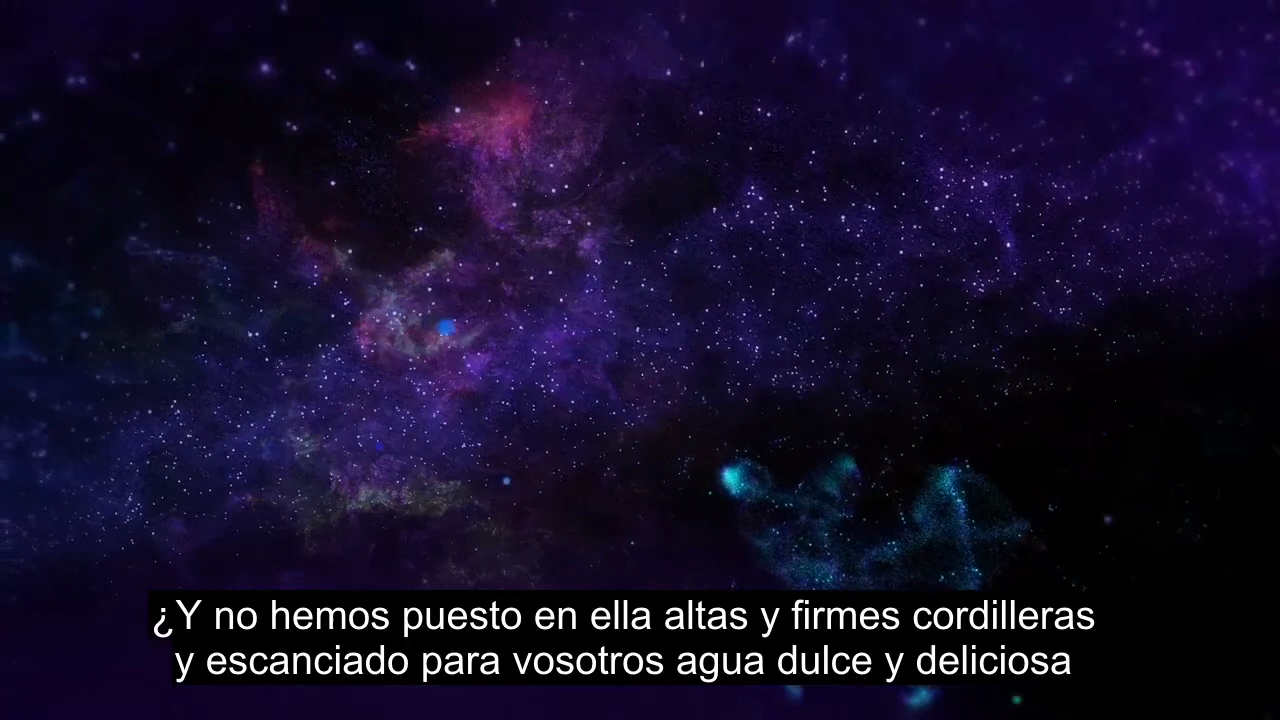 ¿Y no hemos puesto en ella altas y firmes cordilleras
y escanciado para vosotros agua dulce y deliciosa